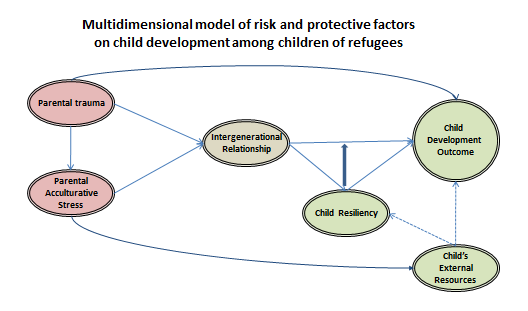 Multidimensional model of risk and protective factors
on child development among children of refugees
Parental trauma
Intergenerational
Relationship
Child
Development
Outcome
Parental
Acculturative
Stress
Child Resiliency
Child's
External
Resources